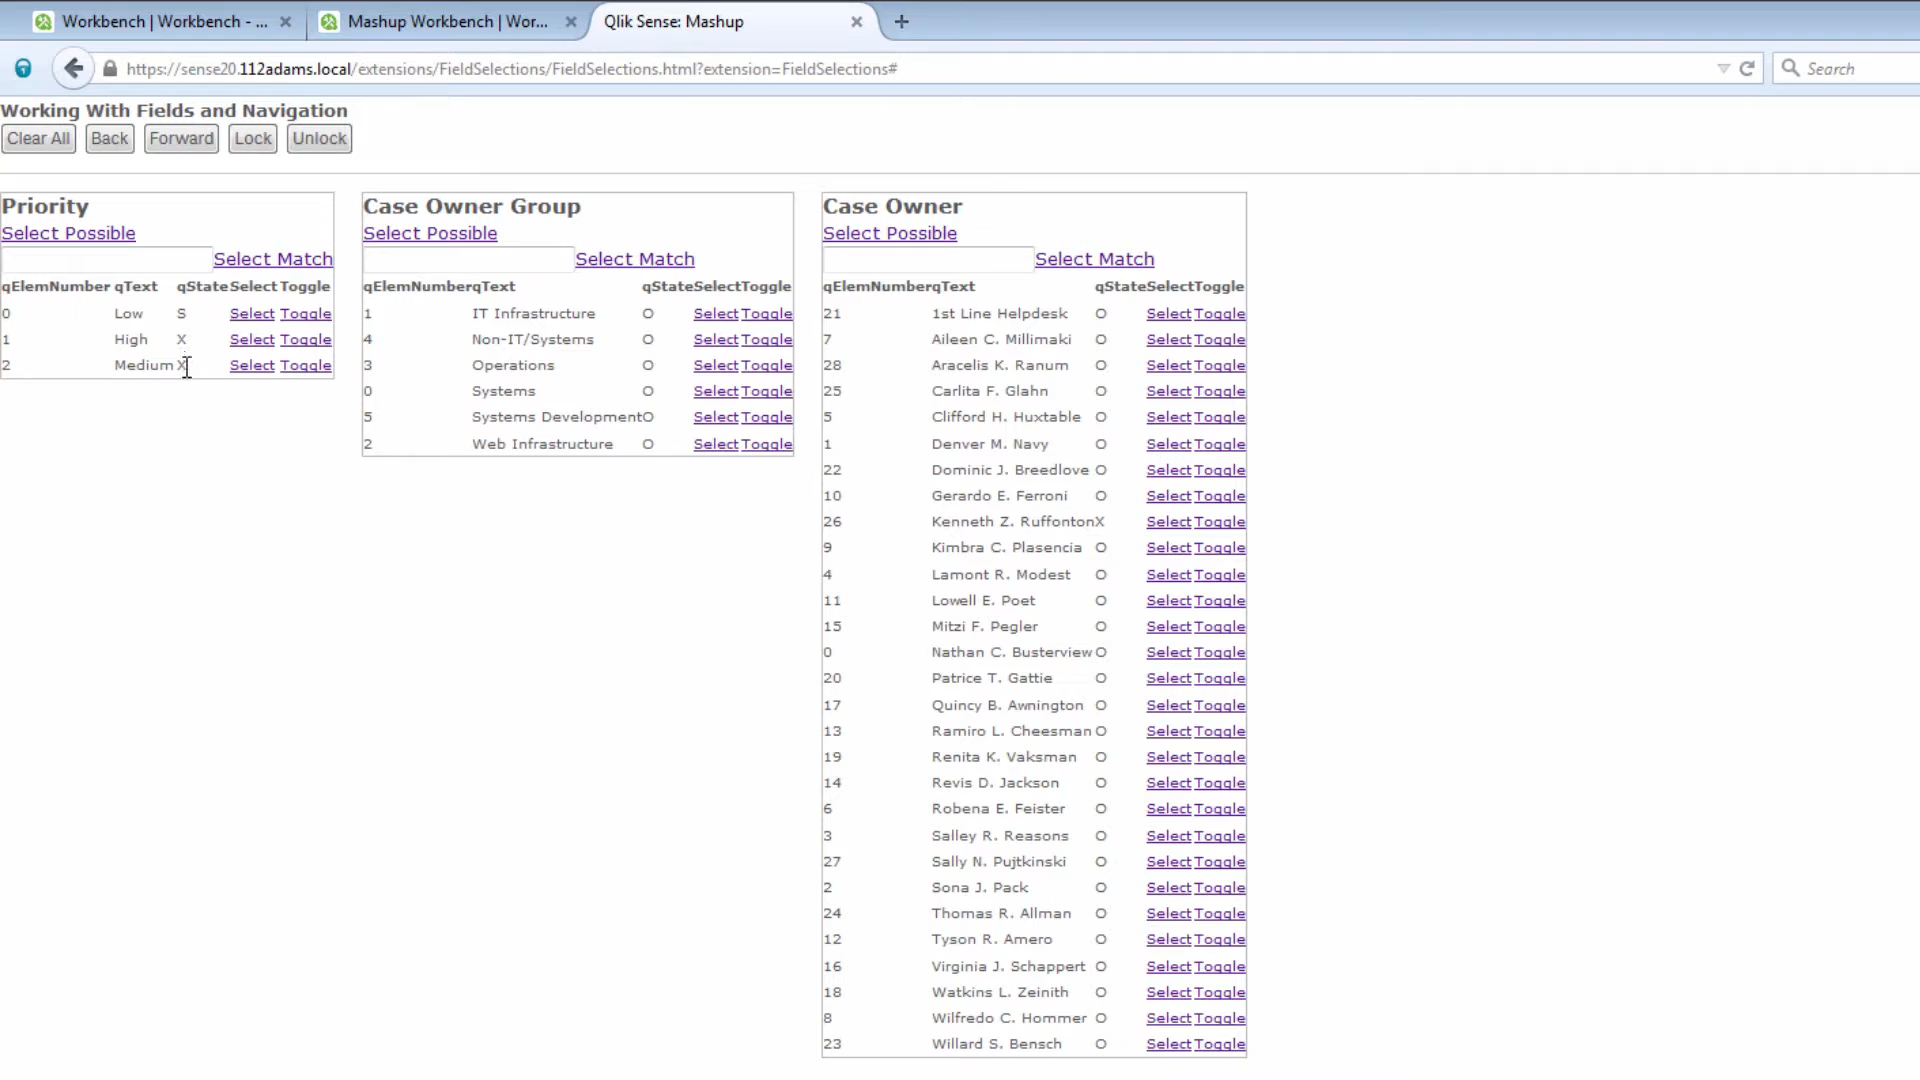 Workbench | Workbench - ...
Mashup Workbench | Wor...
Qlik Sense: Mashup
https://sense20.112adams.local/extensions/FieldSelections/FieldSelections.html?extension=FieldSelections#
Search
Working With Fields and Navigation
Clear All Back Forward Lock Unlock
Priority
Select Possible
Select Match
qElemNumber qText qState Select Toggle
0 Low S Select Toggle
1 High X Select Toggle
2 Medium X Select Toggle
Case Owner Group
Select Possible
Select Match
qElemNumber qText qState Select Toggle
1 IT Infrastructure O Select Toggle
4 Non-IT/Systems O Select Toggle
3 Operations O Select Toggle
0 Systems O Select Toggle
5 Systems Development O Select Toggle
2 Web Infrastructure O Select Toggle
Case Owner
Select Possible
Select Match
qElemNumber qText qState Select Toggle
21 1st Line Helpdesk O Select Toggle
7 Aileen C. Millimaki O Select Toggle
28 Aracelis K. Ranum O Select Toggle
25 Carlita F. Glahn O Select Toggle
5 Clifford H. Huxtable O Select Toggle
1 Denver M. Navy O Select Toggle
22 Dominic J. Breedlove O Select Toggle
10 Gerardo E. Ferroni O Select Toggle
26 Kenneth Z. Ruffonton X Select Toggle
9 Kimbra C. Plasencia O Select Toggle
4 Lamont R. Modest O Select Toggle
11 Lowell E. Poet O Select Toggle
15 Mitzi F. Pegler O Select Toggle
0 Nathan C. Busterview O Select Toggle
20 Patrice T. Gattie O Select Toggle
17 Quincy B. Awnington O Select Toggle
13 Ramiro L. Cheesman O Select Toggle
19 Renita K. Vaksman O Select Toggle
14 Revis D. Jackson O Select Toggle
6 Robena E. Feister O Select Toggle
3 Salley R. Reasons O Select Toggle
27 Sally N. Pujtkinski O Select Toggle
2 Sona J. Pack O Select Toggle
24 Thomas R. Allman O Select Toggle
12 Tyson R. Amero O Select Toggle
16 Virginia J. Schappert O Select Toggle
18 Watkins L. Zeinith O Select Toggle
8 Wilfredo C. Hommer O Select Toggle
23 Willard S. Bensch O Select Toggle